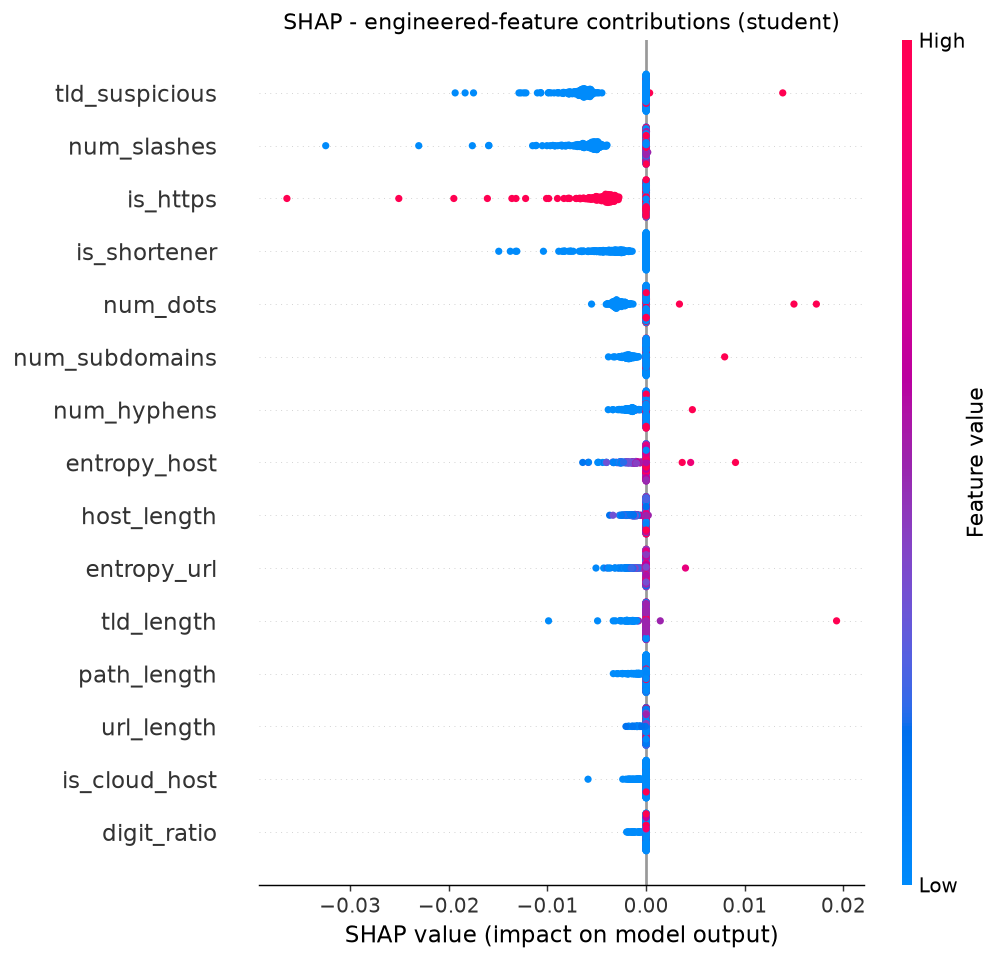 SHAP - engineered-feature contributions (student)
High
tld_suspicious
num_slashes
is_https
is_shortener
num_dots
num_subdomains
num_hyphens
entropy_host
host_length
entropy_url
tld_length
path_length
url_length
is_cloud_host
digit_ratio
Feature value
Low
−0.03 −0.02 −0.01 0.00 0.01 0.02
SHAP value (impact on model output)